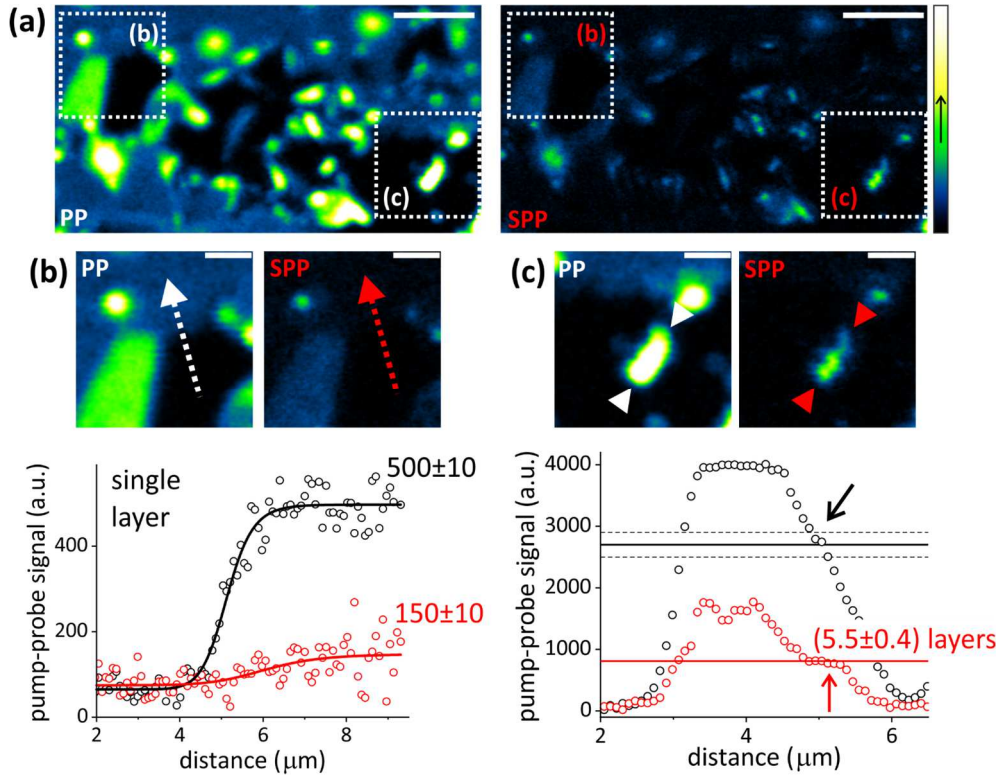 (a)
(b)
(c)
PP
(b)
(c)
SPP
(b)
PP
SPP
(c)
PP
SPP
pump-probe signal (a.u.)
400
200
0
single
layer
500±10
150±10
2
4
6
8
distance (μm)
pump-probe signal (a.u.)
4000
3000
2000
1000
0
(5.5±0.4) layers
2
4
6
distance (μm)